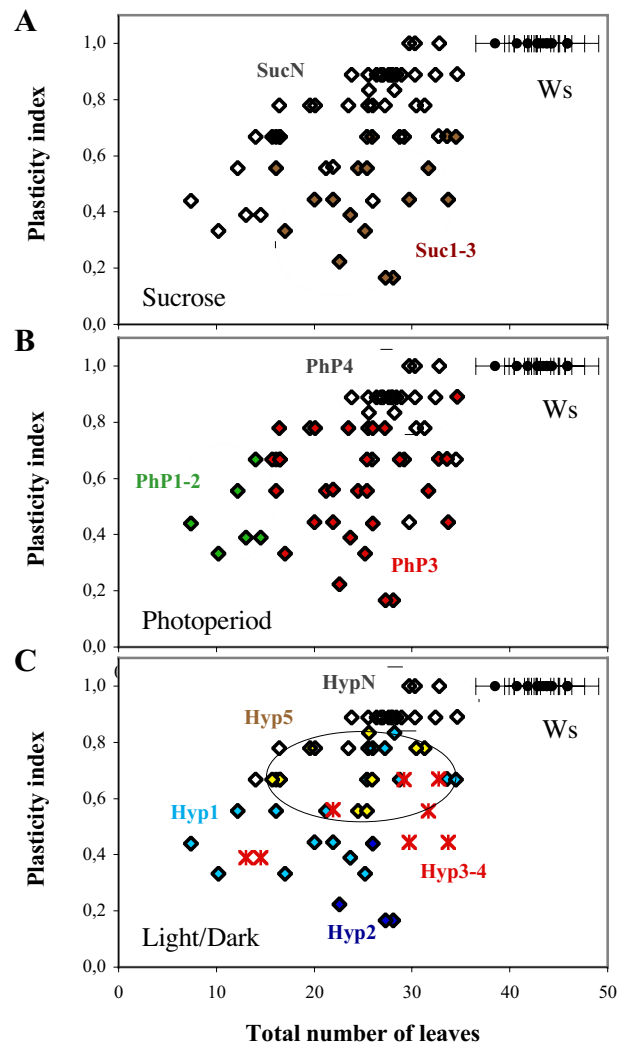 A
Plasticity index
1,0
0,8
0,6
0,4
0,2
0,0
SucN
Ws
Suc1-3
Sucrose
B
Plasticity index
1,0
0,8
0,6
0,4
0,2
0,0
PhP4
Ws
PhP1-2
PhP3
Photoperiod
C
Plasticity index
1,0
0,8
0,6
0,4
0,2
0,0
HypN
Ws
Hyp5
Hyp1
Hyp3-4
Hyp2
Light/Dark
0 10 20 30 40 50
Total number of leaves